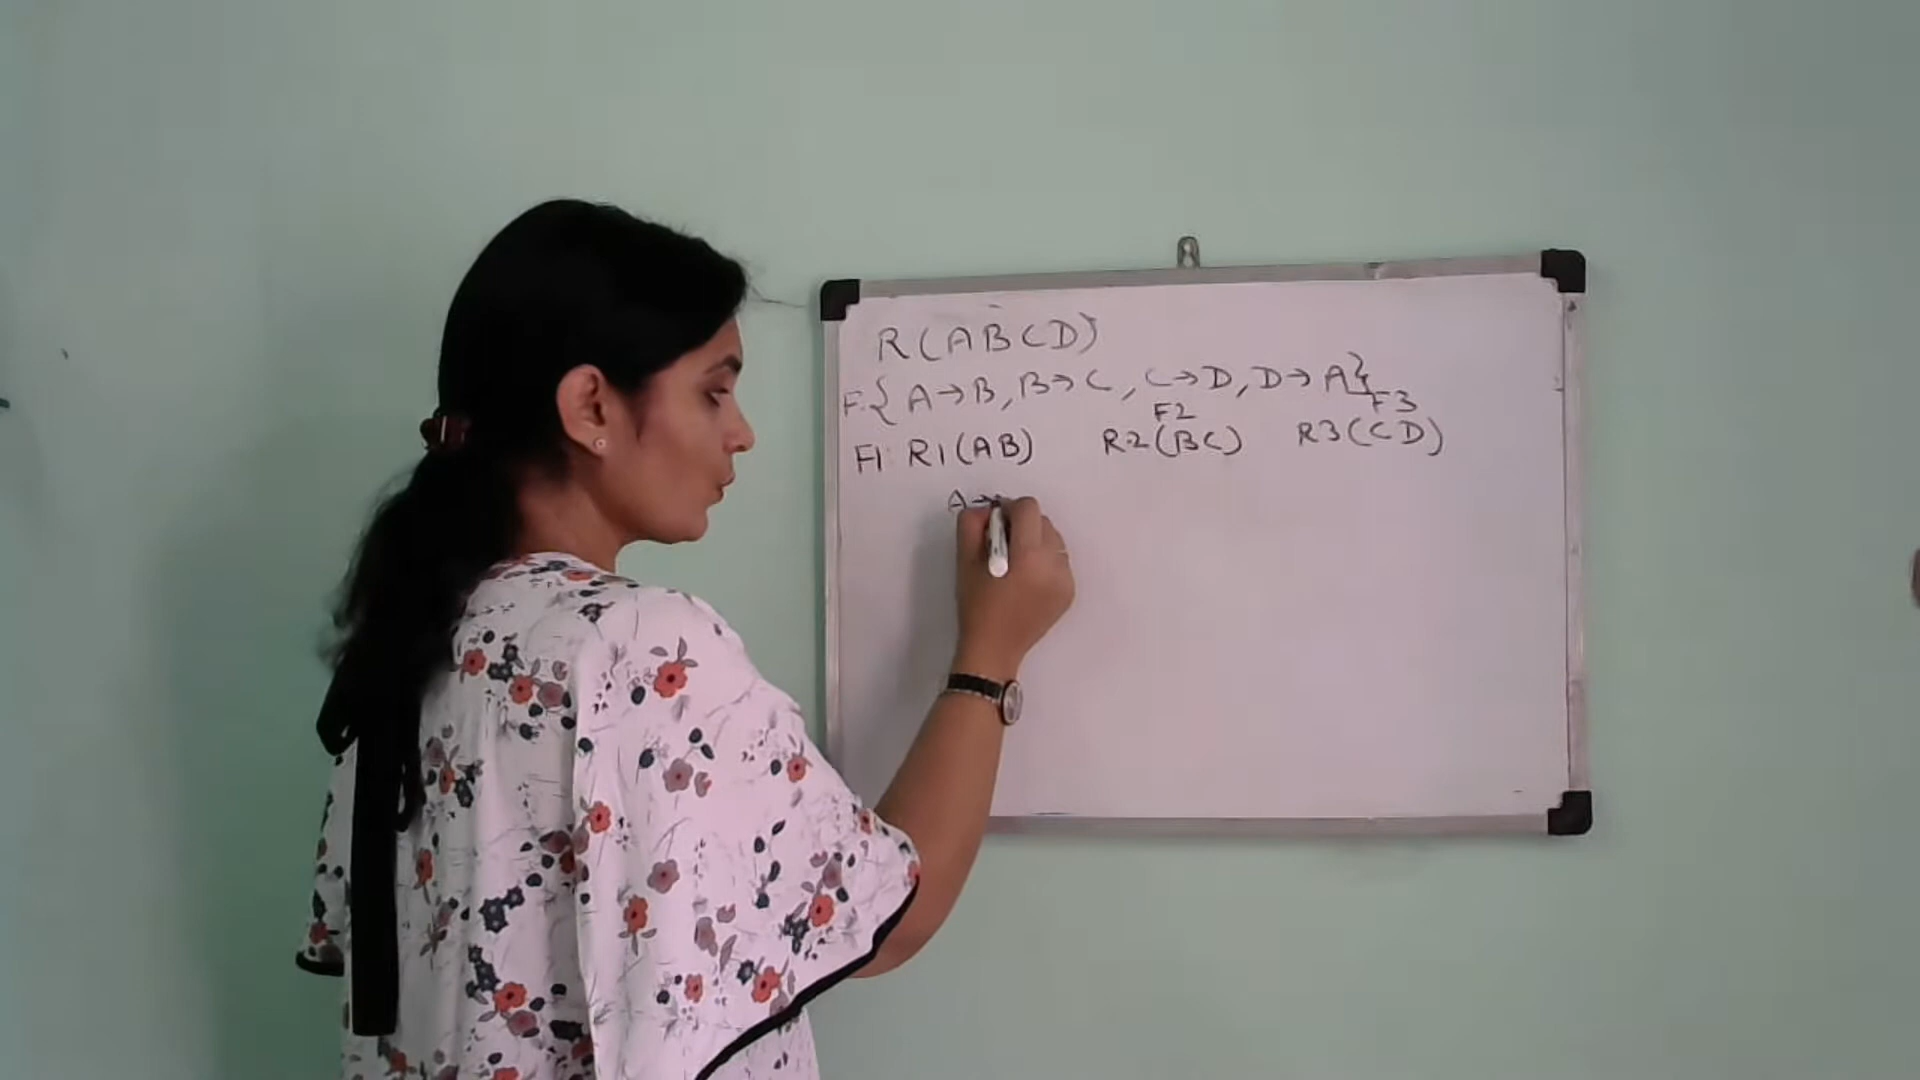 R(ABCD)
F:{A→B, B→C, C→D, D→A}
F2 F3
F1: R1(AB) R2(BC) R3(CD)
A→